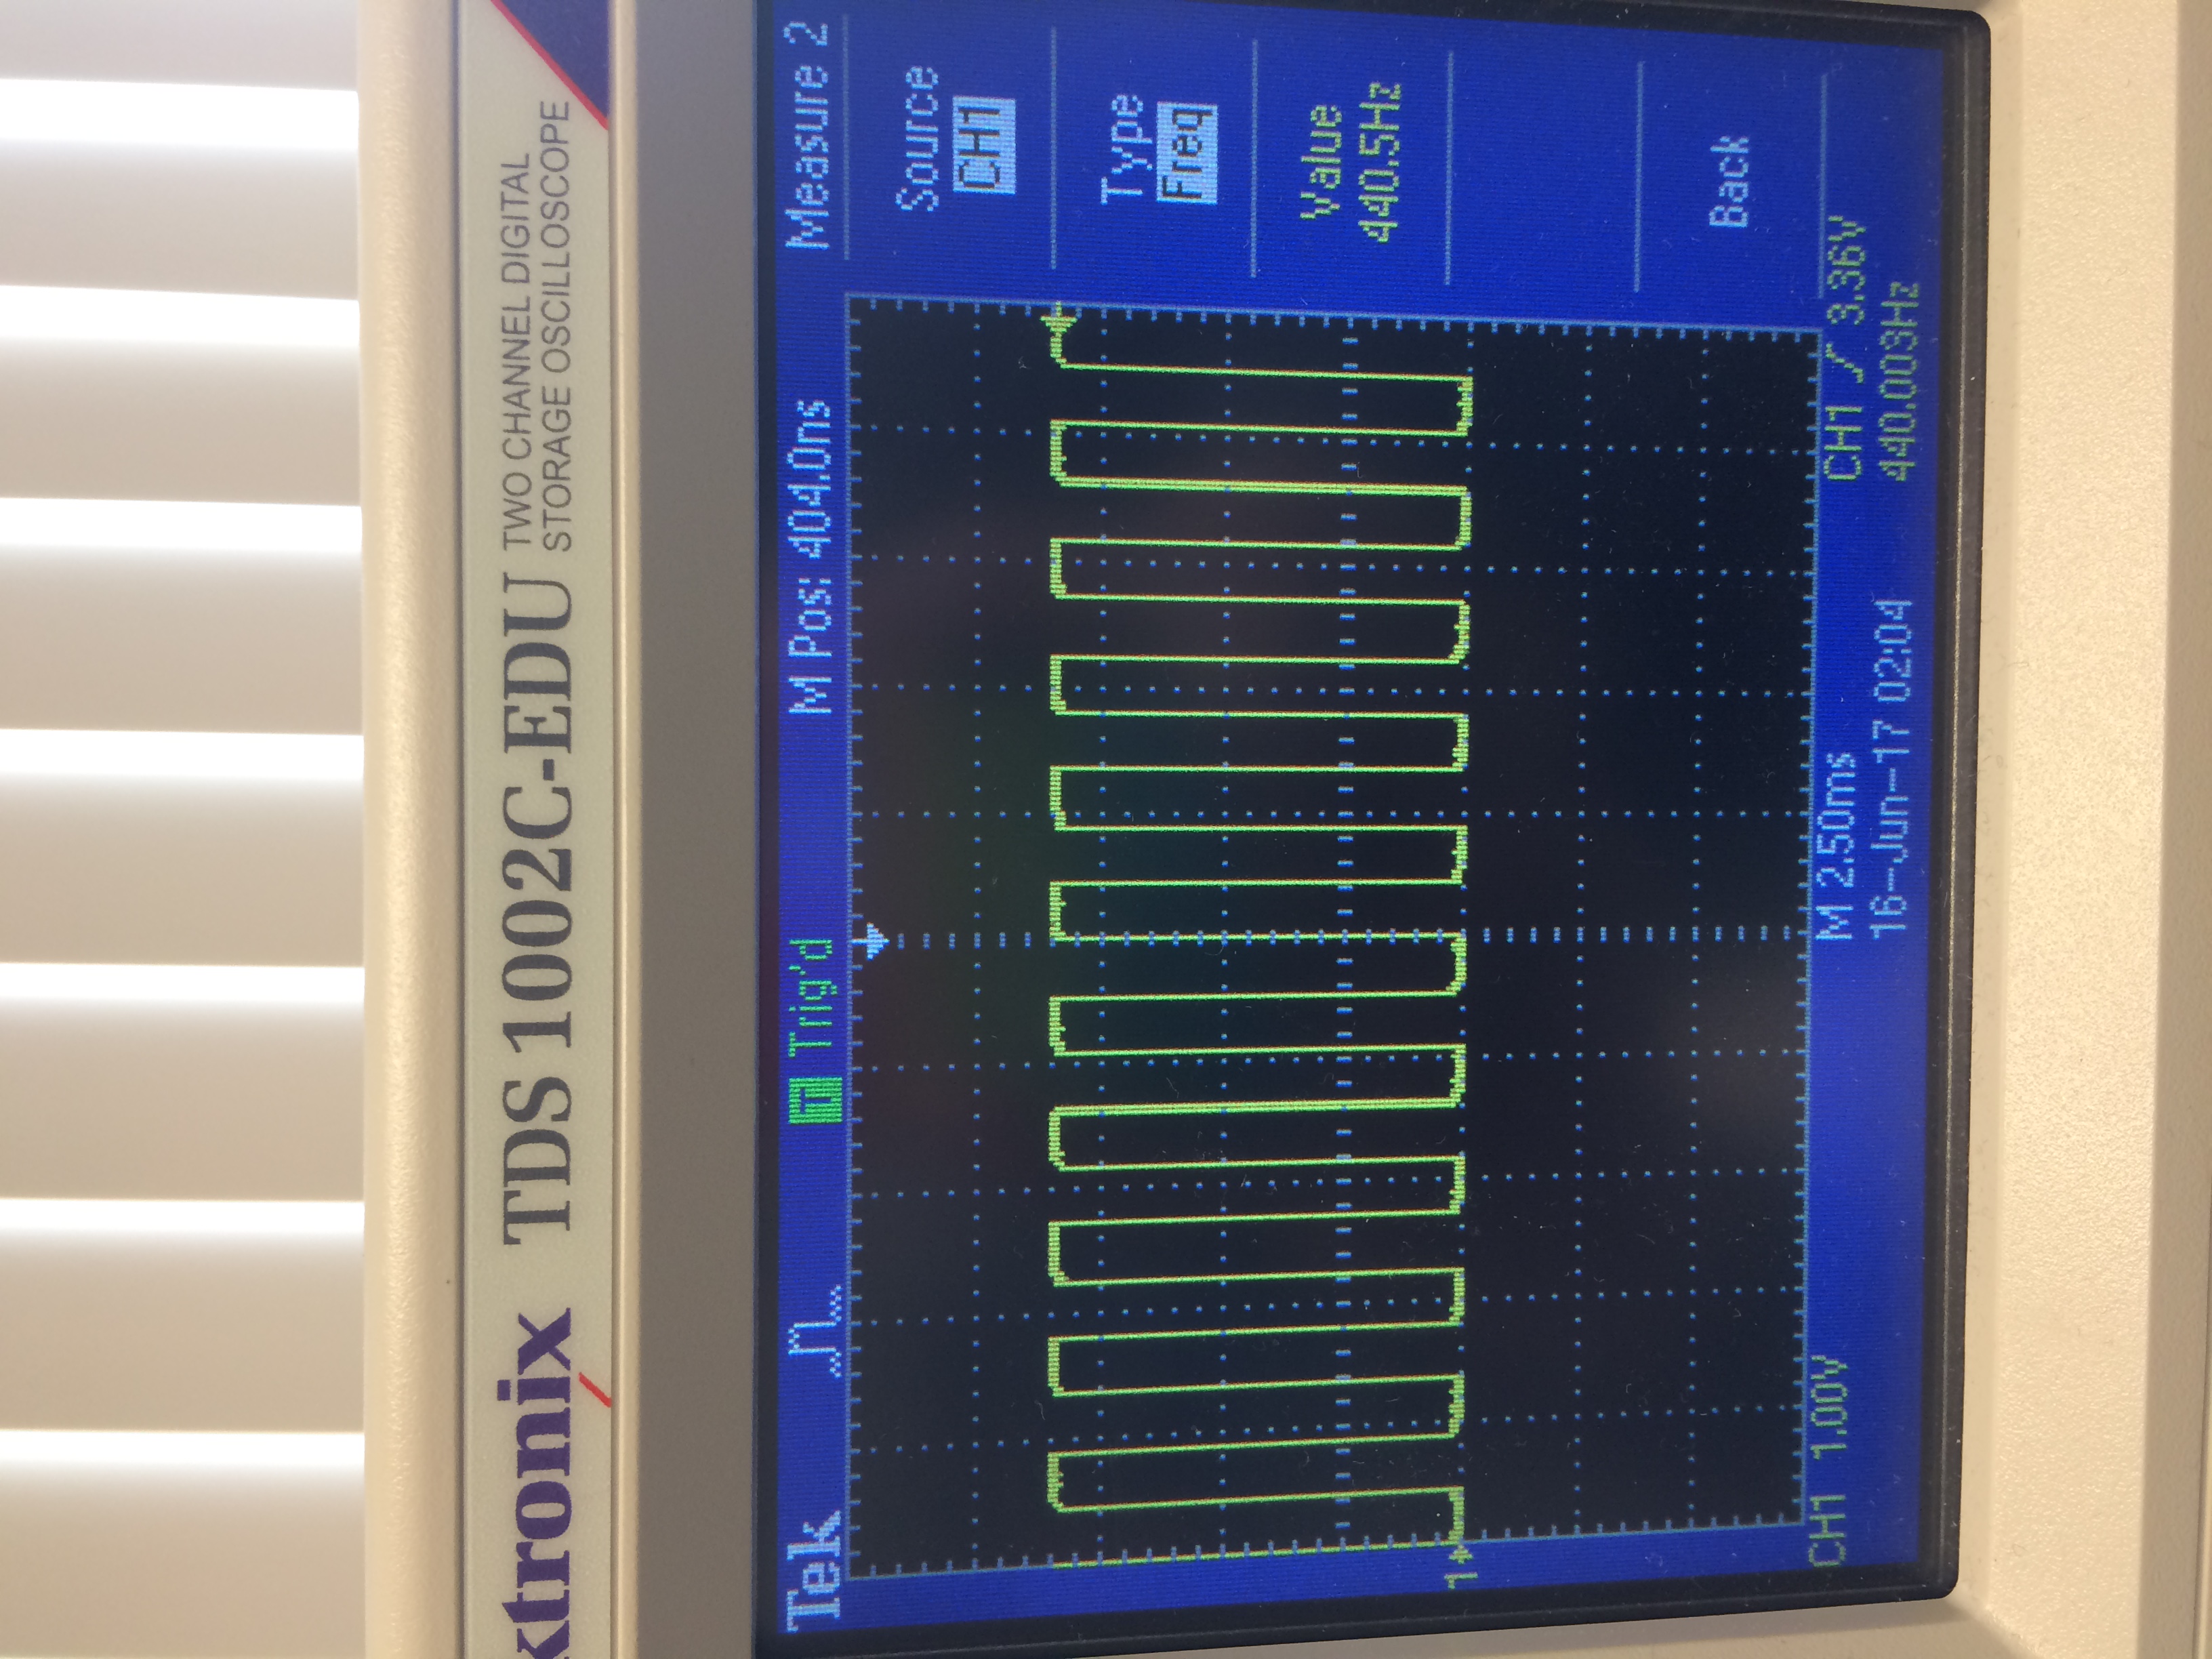 ktronix TDS 1002C-EDU TWO CHANNEL DIGITAL
STORAGE OSCILLOSCOPE
Tek T Trig'd M Pos: 404.0ns Measure 2
Source
CH1
Type
Freq
Value
440.5Hz
1
Back
CH1 1.00V M 2.50ms CH1 3.36V
16-Jun-17 02:04 440.003Hz